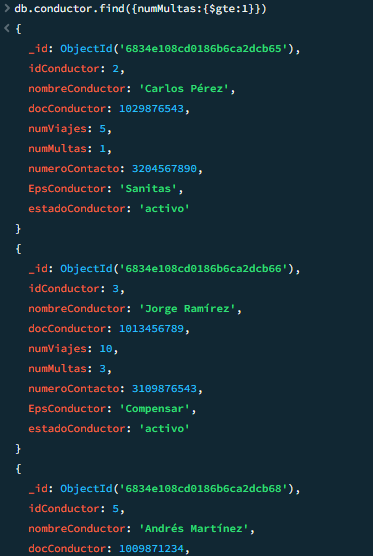 > db.conductor.find({numMultas:{$gte:1}})
< {
_id: ObjectId('6834e108cd0186b6ca2dcb65'),
idConductor: 2,
nombreConductor: 'Carlos Pérez',
docConductor: 1029876543,
numViajes: 5,
numMultas: 1,
numeroContacto: 3204567890,
EpsConductor: 'Sanitas',
estadoConductor: 'activo'
}
{
_id: ObjectId('6834e108cd0186b6ca2dcb66'),
idConductor: 3,
nombreConductor: 'Jorge Ramírez',
docConductor: 1013456789,
numViajes: 10,
numMultas: 3,
numeroContacto: 3109876543,
EpsConductor: 'Compensar',
estadoConductor: 'activo'
}
{
_id: ObjectId('6834e108cd0186b6ca2dcb68'),
idConductor: 5,
nombreConductor: 'Andrés Martínez',
docConductor: 1009871234,